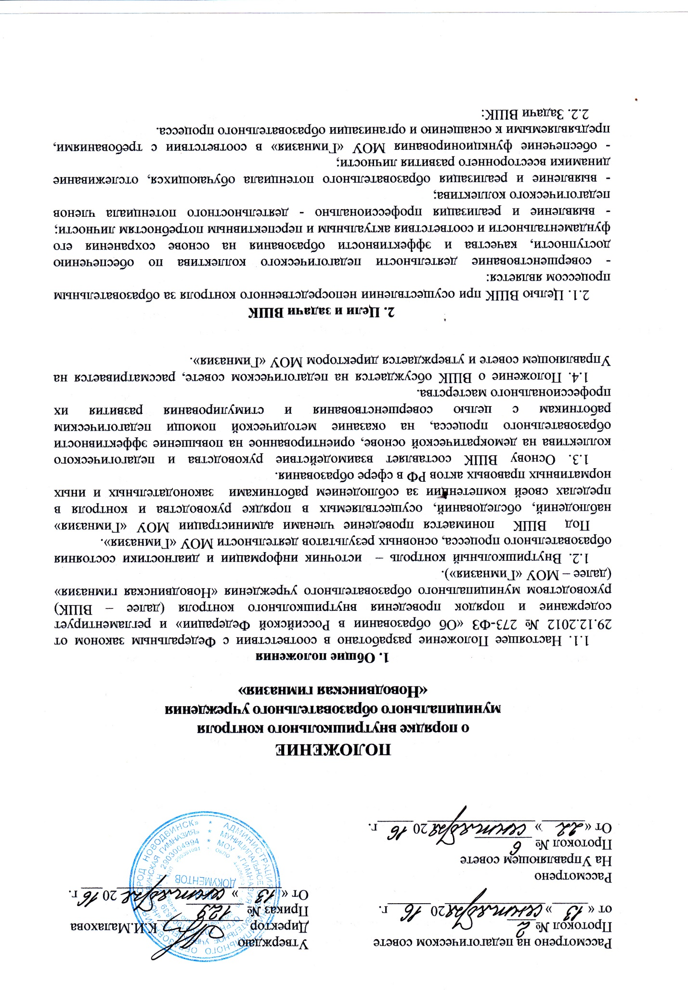 Рассмотрено на педагогическом совете
Протокол № 2
от « 13 » сентября 20 16 г.
Рассмотрено
На Управляющем совете
Протокол № 6
От « 22 » сентября 20 16 г.
Утверждаю
Директор К.И.Малахова
Приказ № 129
От « 13 » сентября 20 16 г.
ПОЛОЖЕНИЕ
о порядке внутришкольного контроля
муниципального образовательного учреждения
«Новодвинская гимназия»
1. Общие положения
1.1. Настоящее Положение разработано в соответствии с Федеральным законом от
29.12.2012 № 273-ФЗ «Об образовании в Российской Федерации» и регламентирует
содержание и порядок проведения внутришкольного контроля (далее – ВШК)
руководством муниципального образовательного учреждения «Новодвинская гимназия»
(далее – МОУ «Гимназия»).
1.2. Внутришкольный контроль – источник информации и диагностики состояния
образовательного процесса, основных результатов деятельности МОУ «Гимназия».
Под ВШК понимается проведение членами администрации МОУ «Гимназия»
наблюдений, обследований, осуществляемых в порядке руководства и контроля в
пределах своей компетенции за соблюдением работниками законодательных и иных
нормативных правовых актов РФ в сфере образования.
1.3. Основу ВШК составляет взаимодействие руководства и педагогического
коллектива на демократической основе, ориентированное на повышение эффективности
образовательного процесса, на оказание методической помощи педагогическим
работникам с целью совершенствования и стимулирования развития их
профессионального мастерства.
1.4. Положение о ВШК обсуждается на педагогическом совете, рассматривается на
Управляющем совете и утверждается директором МОУ «Гимназия».
2. Цели и задачи ВШК
2.1. Целью ВШК при осуществлении непосредственного контроля за образовательным
процессом является:
- совершенствование деятельности педагогического коллектива по обеспечению
доступности, качества и эффективности образования на основе сохранения его
фундаментальности и соответствия актуальным и перспективным потребностям личности;
- выявление и реализация профессионально - деятельностного потенциала членов
педагогического коллектива;
- выявление и реализация образовательного потенциала обучающихся, отслеживание
динамики всестороннего развития личности;
- обеспечение функционирования МОУ «Гимназия» в соответствии с требованиями,
предъявляемыми к оснащению и организации образовательного процесса.
2.2. Задачи ВШК: